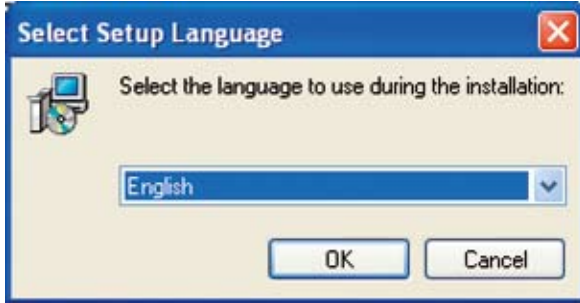 Select Setup Language
Select the language to use during the installation:
English
OK
Cancel